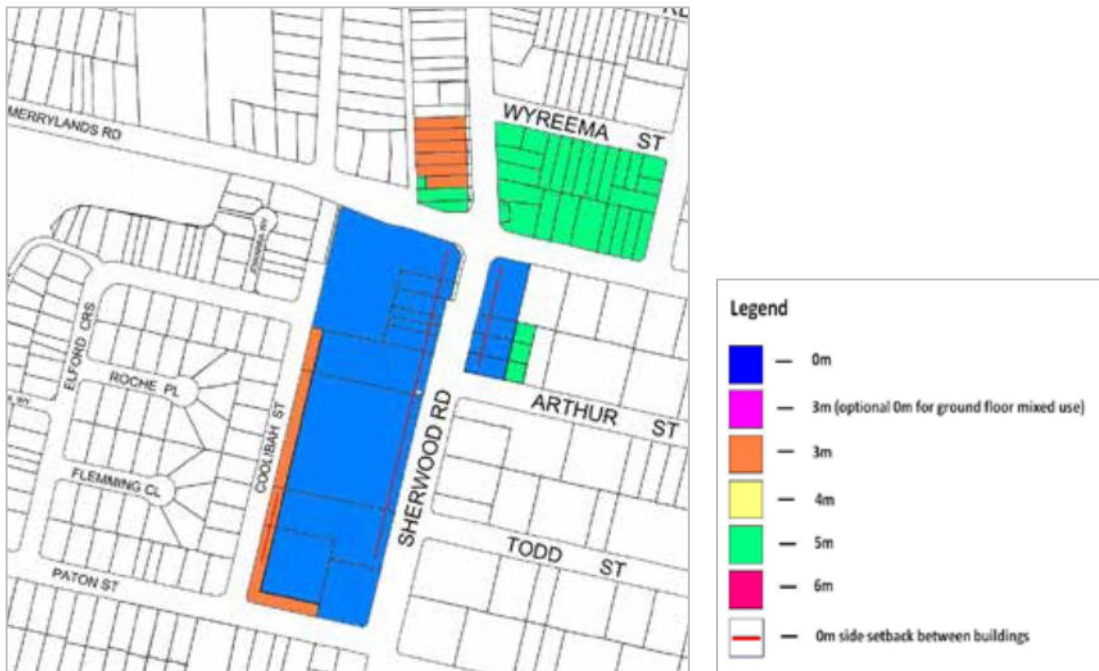 MERRYLANDS RD
WYREEMA ST
JOWARRA WY
ELFORD CRS
ROCHE PL
COOLIBAH ST
FLEMMING CL
SHERWOOD RD
ARTHUR ST
TODD ST
PATON ST
Legend
— 0m
— 3m (optional 0m for ground floor mixed use)
— 3m
— 4m
— 5m
— 6m
— 0m side setback between buildings